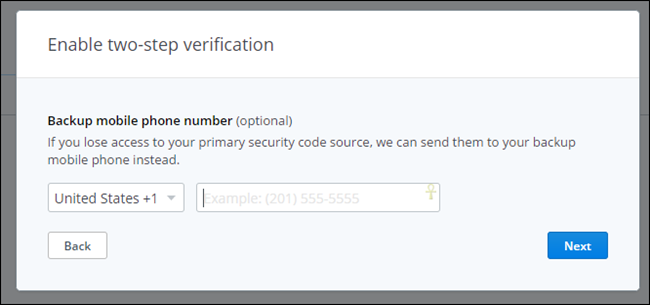 Enable two-step verification
Backup mobile phone number (optional)
If you lose access to your primary security code source, we can send them to your backup
mobile phone instead.
United States +1 Example: (201) 555-5555
Back Next